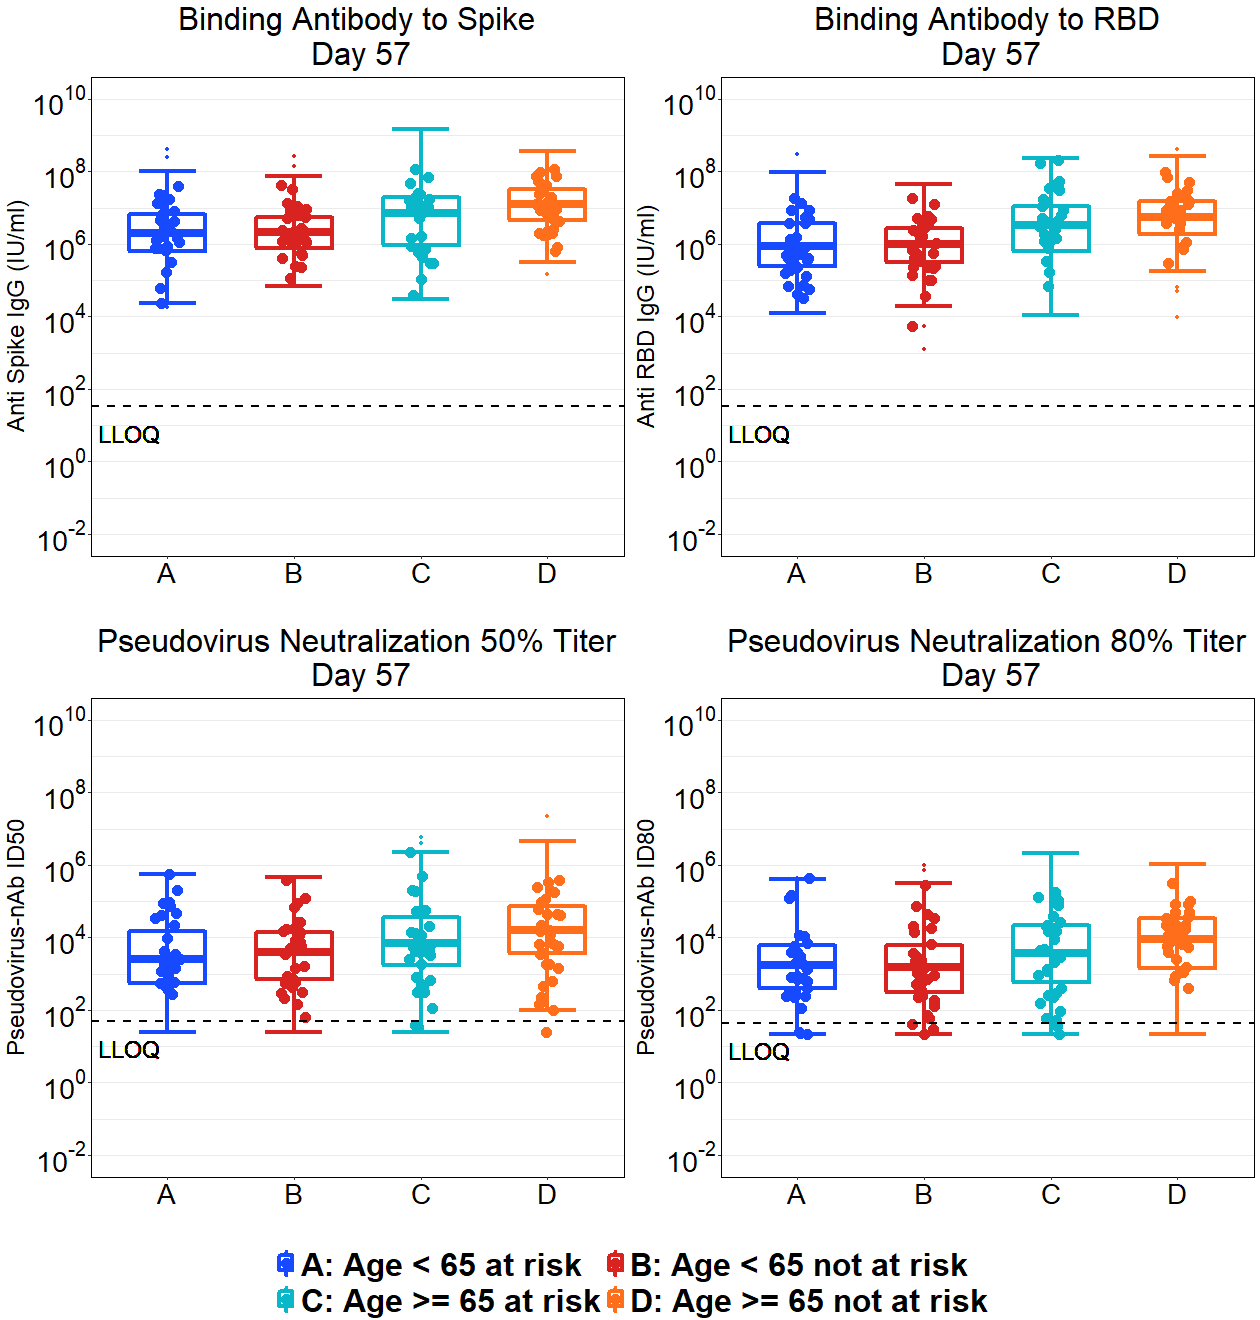 Binding Antibody to Spike
Day 57
Anti Spike IgG (IU/ml)
10^10
10^8
10^6
10^4
10^2
10^0
10^-2
LLOQ
A B C D
Binding Antibody to RBD
Day 57
Anti RBD IgG (IU/ml)
10^10
10^8
10^6
10^4
10^2
10^0
10^-2
LLOQ
A B C D
Pseudovirus Neutralization 50% Titer
Day 57
Pseudovirus-nAb ID50
10^10
10^8
10^6
10^4
10^2
10^0
10^-2
LLOQ
A B C D
Pseudovirus Neutralization 80% Titer
Day 57
Pseudovirus-nAb ID80
10^10
10^8
10^6
10^4
10^2
10^0
10^-2
LLOQ
A B C D
A: Age < 65 at risk B: Age < 65 not at risk
C: Age >= 65 at risk D: Age >= 65 not at risk